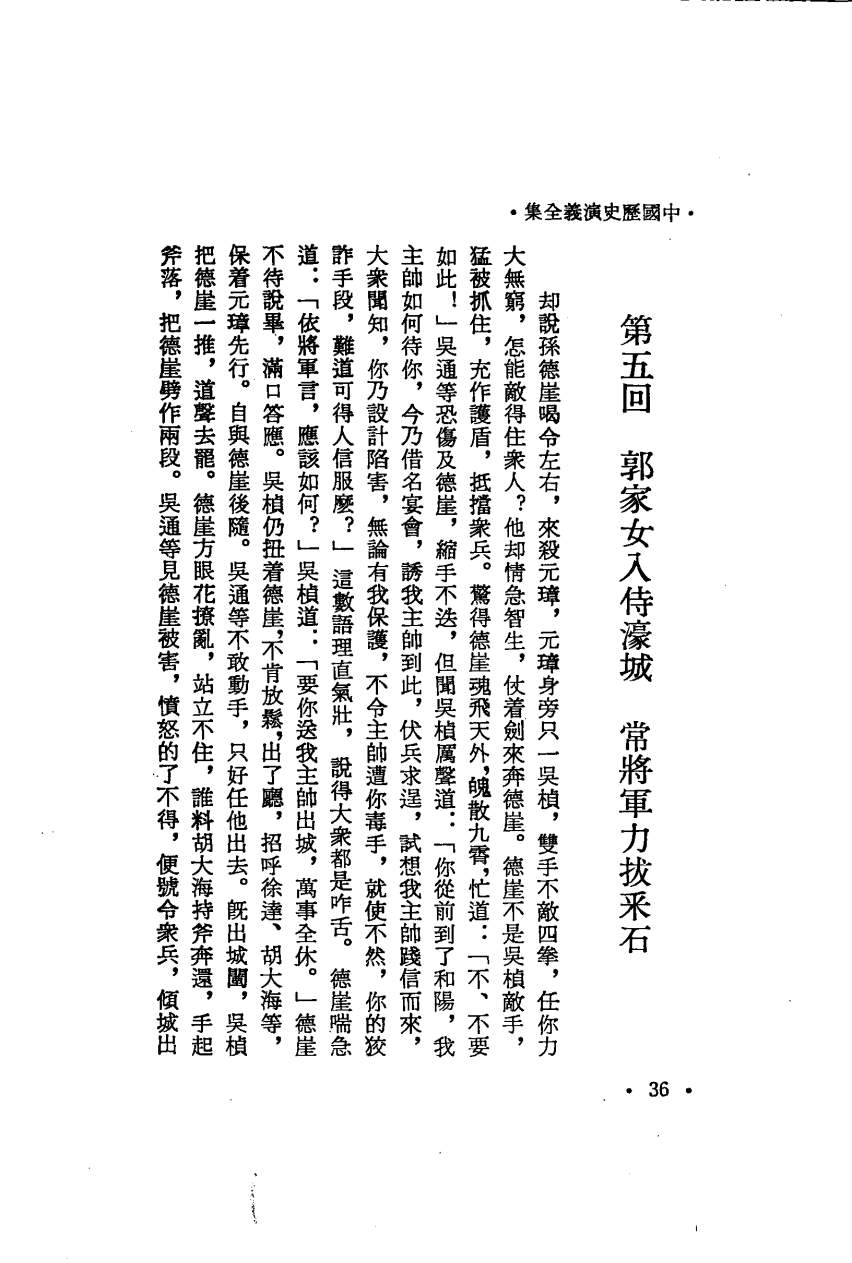 ·中國歷史演義全集·
第五回　郭家女入侍濠城　常將軍力拔采石
却說孫德崖喝令左右，來殺元璋，元璋身旁只一吳楨，雙手不敵四拳，任你力
大無窮，怎能敵得住衆人？他却情急智生，仗着劍來奔德崖。德崖不是吳楨敵手，
猛被抓住，充作護盾，抵擋衆兵。驚得德崖魂飛天外，魄散九霄，忙道：「不、不要
如此！」吳通等恐傷及德崖，縮手不迭，但聞吳楨厲聲道：「你從前到了和陽，我
主帥如何待你，今乃借名宴會，誘我主帥到此，伏兵求逞，試想我主帥踐信而來，
大衆聞知，你乃設計陷害，無論有我保護，不令主帥遭你毒手，就使不然，你的狡
詐手段，難道可得人信服麽？」這數語理直氣壯，說得大衆都是咋舌。德崖喘急
道：「依將軍言，應該如何？」吳楨道：「要你送我主帥出城，萬事全休。」德崖
不待說畢，滿口答應。吳楨仍扭着德崖，不肯放鬆，出了廳，招呼徐達、胡大海等，
保着元璋先行。自與德崖後隨。吳通等不敢動手，只好任他出去。旣出城闉，吳楨
把德崖一推，道聲去罷。德崖方眼花撩亂，站立不住，誰料胡大海持斧奔還，手起
斧落，把德崖劈作兩段。吳通等見德崖被害，憤怒的了不得，便號令衆兵，傾城出
·36·